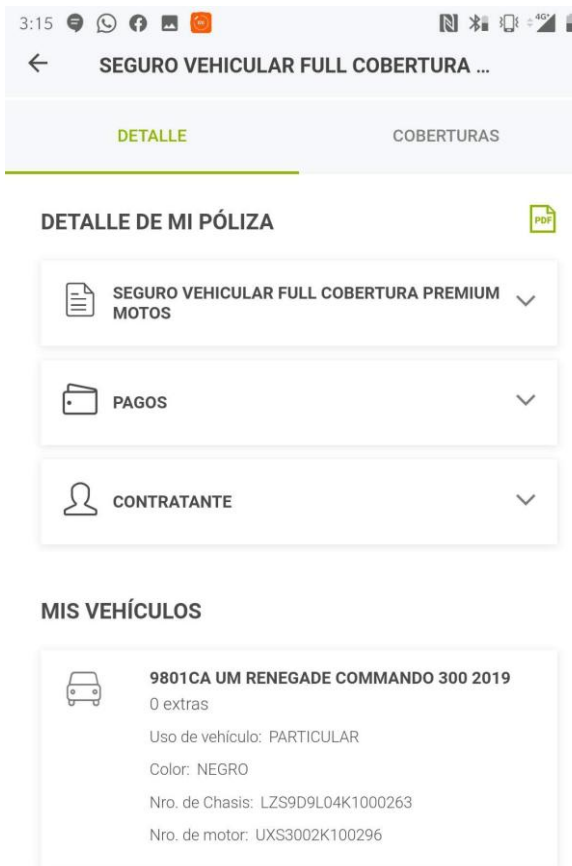 3:15
4G+
SEGURO VEHICULAR FULL COBERTURA ...
DETALLE
COBERTURAS
DETALLE DE MI PÓLIZA
PDF
SEGURO VEHICULAR FULL COBERTURA PREMIUM
MOTOS
PAGOS
CONTRATANTE
MIS VEHÍCULOS
9801CA UM RENEGADE COMMANDO 300 2019
0 extras
Uso de vehículo: PARTICULAR
Color: NEGRO
Nro. de Chasis: LZS9D9L04K1000263
Nro. de motor: UXS3002K100296